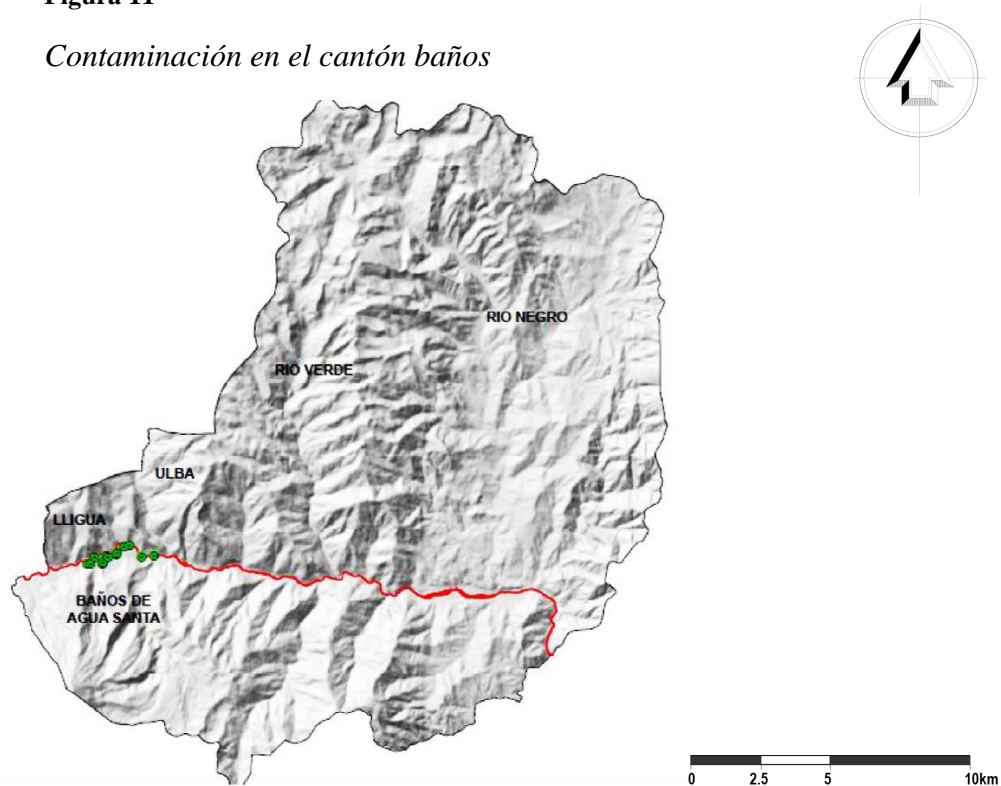 Figura 11
Contaminación en el cantón baños
RIO NEGRO
RIO VERDE
ULBA
LLIGUA
BAÑOS DE
AGUA SANTA
0 2.5 5 10km